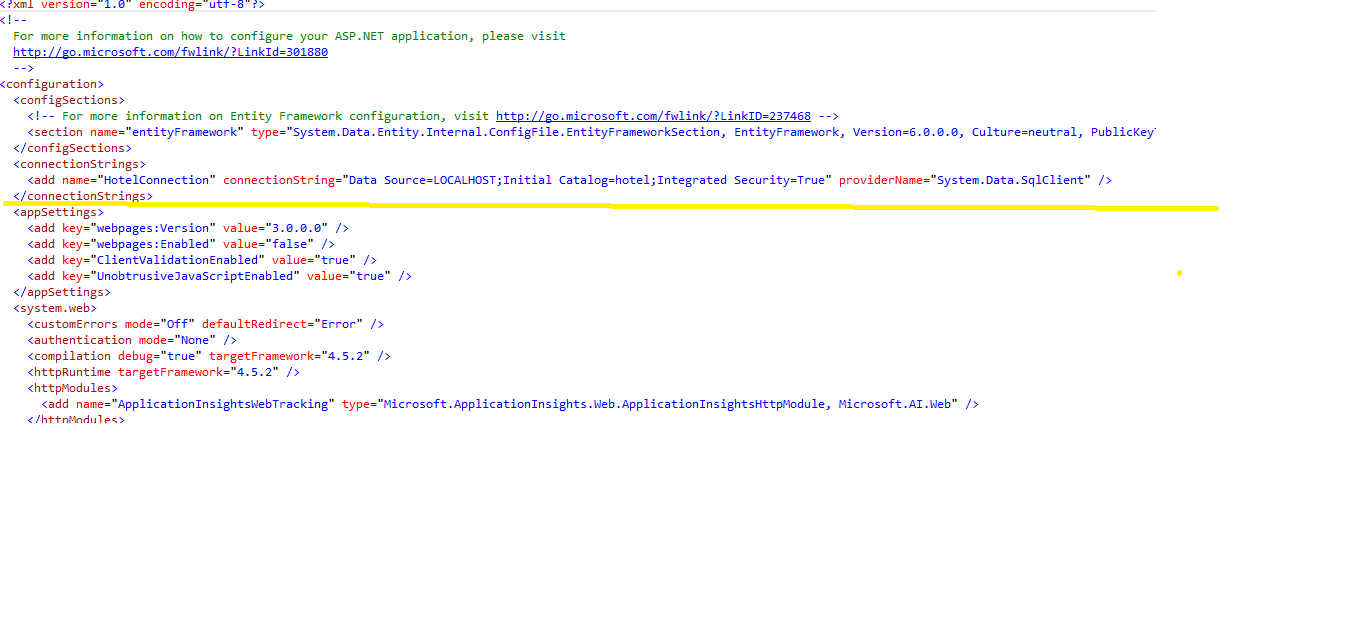 <?xml version="1.0" encoding="utf-8"?>
<!--
For more information on how to configure your ASP.NET application, please visit
http://go.microsoft.com/fwlink/?LinkId=301880
-->
<configuration>
<configSections>
<!-- For more information on Entity Framework configuration, visit http://go.microsoft.com/fwlink/?LinkID=237468 -->
<section name="entityFramework" type="System.Data.Entity.Internal.ConfigFile.EntityFrameworkSection, EntityFramework, Version=6.0.0.0, Culture=neutral, PublicKey
</configSections>
<connectionStrings>
<add name="HotelConnection" connectionString="Data Source=LOCALHOST;Initial Catalog=hotel;Integrated Security=True" providerName="System.Data.SqlClient" />
</connectionStrings>
<appSettings>
<add key="webpages:Version" value="3.0.0.0" />
<add key="webpages:Enabled" value="false" />
<add key="ClientValidationEnabled" value="true" />
<add key="UnobtrusiveJavaScriptEnabled" value="true" />
</appSettings>
<system.web>
<customErrors mode="Off" defaultRedirect="Error" />
<authentication mode="None" />
<compilation debug="true" targetFramework="4.5.2" />
<httpRuntime targetFramework="4.5.2" />
<httpModules>
<add name="ApplicationInsightsWebTracking" type="Microsoft.ApplicationInsights.Web.ApplicationInsightsHttpModule, Microsoft.AI.Web" />
</httpModules>